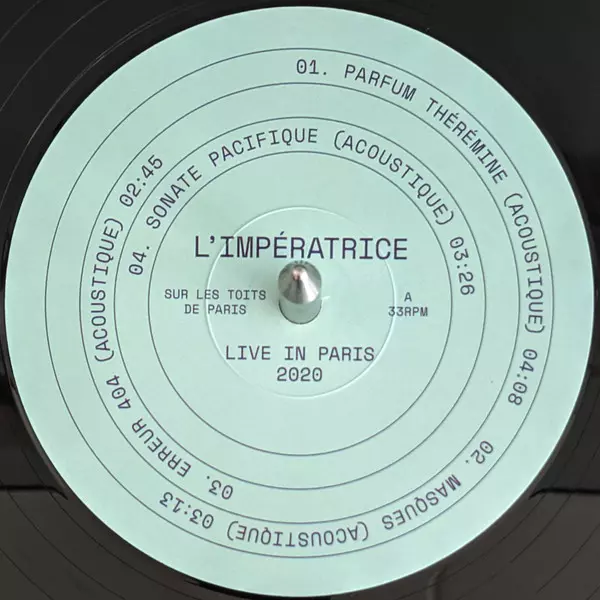 01. PARFUM THÉRÉMINE (ACOUSTIQUE) 04:08
02. MASQUES (ACOUSTIQUE) 03:13
03. ERREUR 404 (ACOUSTIQUE) 02:45
04. SONATE PACIFIQUE (ACOUSTIQUE) 03:26
L'IMPÉRATRICE
SUR LES TOITS
DE PARIS
A
33RPM
LIVE IN PARIS
2020